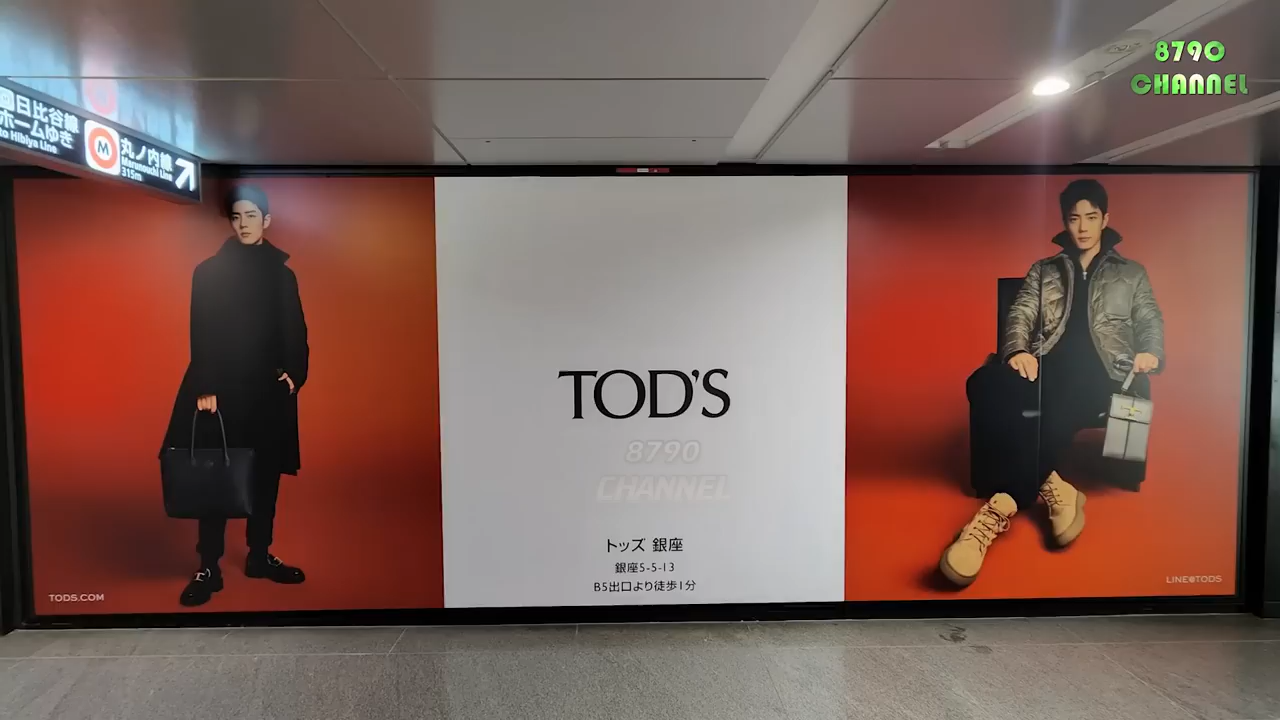 8790
CHANNEL
日比谷線
ホームゆき
to Hibiya Line
M
丸ノ内線
Marunouchi Line
315m
TOD'S
8790
CHANNEL
トッズ 銀座
銀座5-5-13
B5出口より徒歩1分
TODS.COM
LINE@TODS